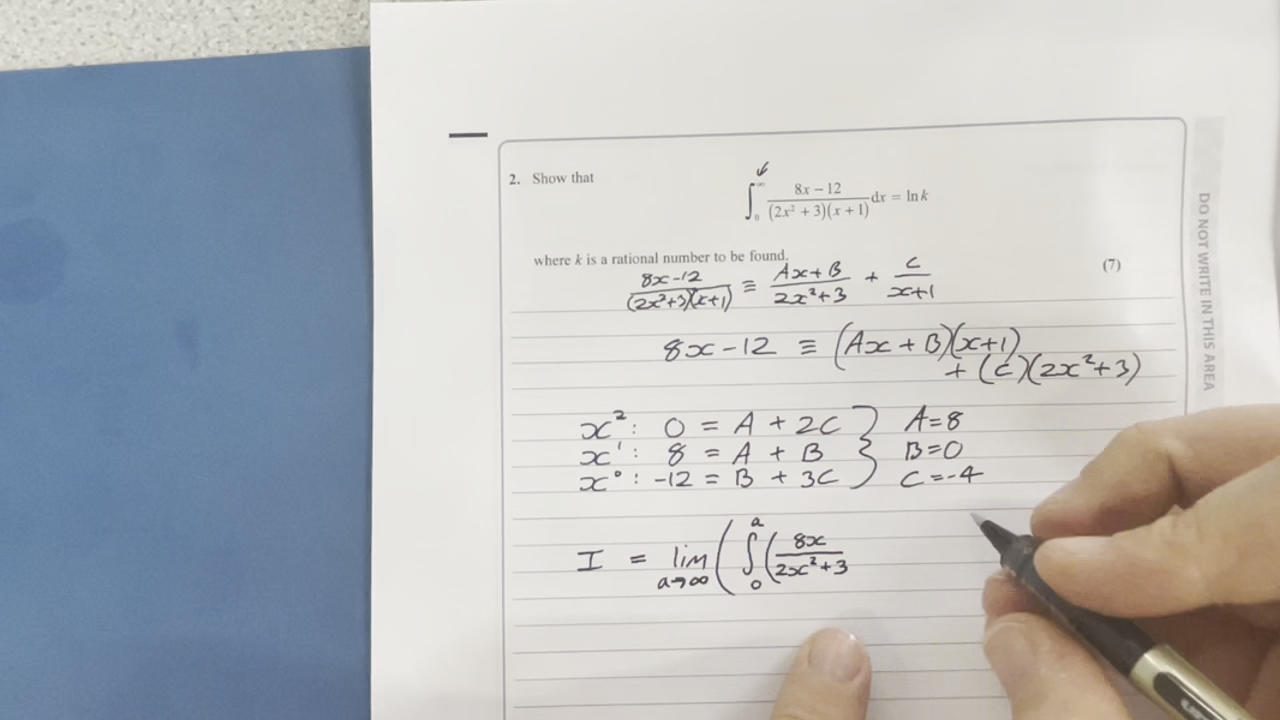 2. Show that
∫₀^∞ (8x − 12)/((2x² + 3)(x + 1)) dx = ln k
where k is a rational number to be found.
(7)
(8x-12)/((2x²+3)(x+1)) ≡ (Ax+B)/(2x²+3) + C/(x+1)
8x-12 ≡ (Ax+B)(x+1)
+ (C)(2x²+3)
x²: 0 = A + 2C } A=8
x¹: 8 = A + B } B=0
x⁰: -12 = B + 3C } C=-4
I = lim a→∞ ( ∫₀^a ( 8x/(2x²+3)
DO NOT WRITE IN THIS AREA